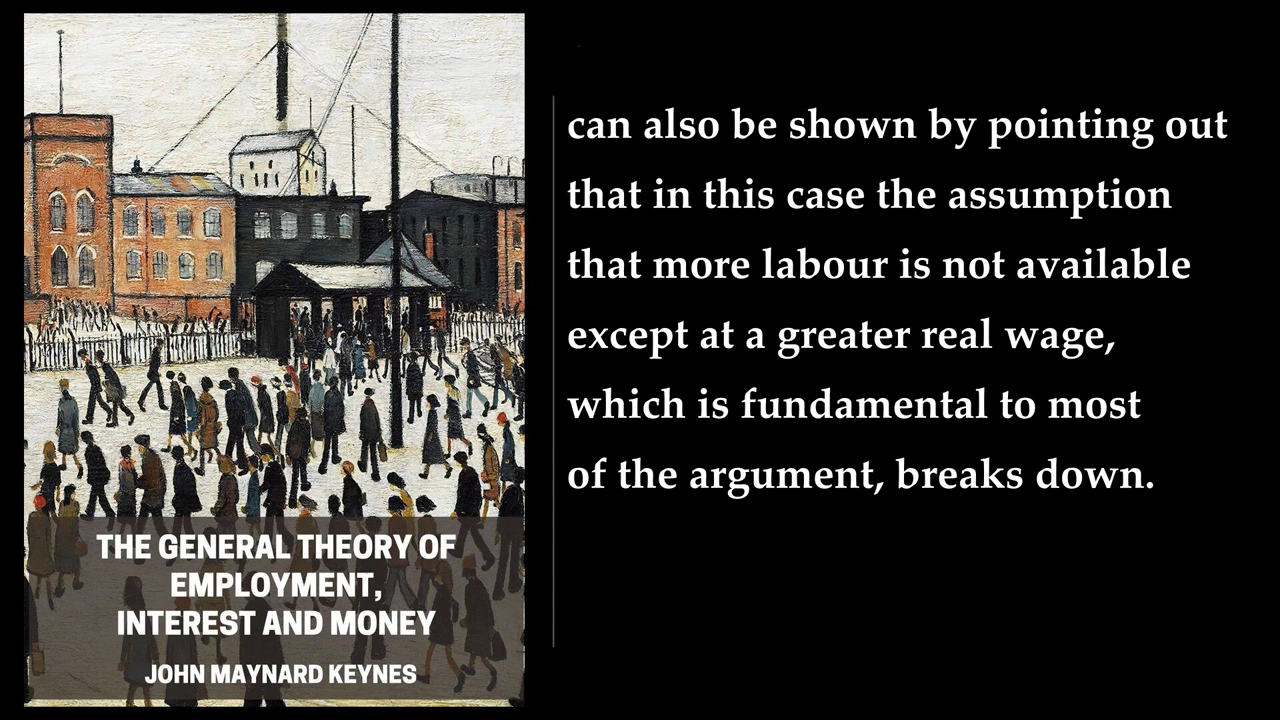 THE GENERAL THEORY OF
EMPLOYMENT,
INTEREST AND MONEY
JOHN MAYNARD KEYNES
can also be shown by pointing out
that in this case the assumption
that more labour is not available
except at a greater real wage,
which is fundamental to most
of the argument, breaks down.